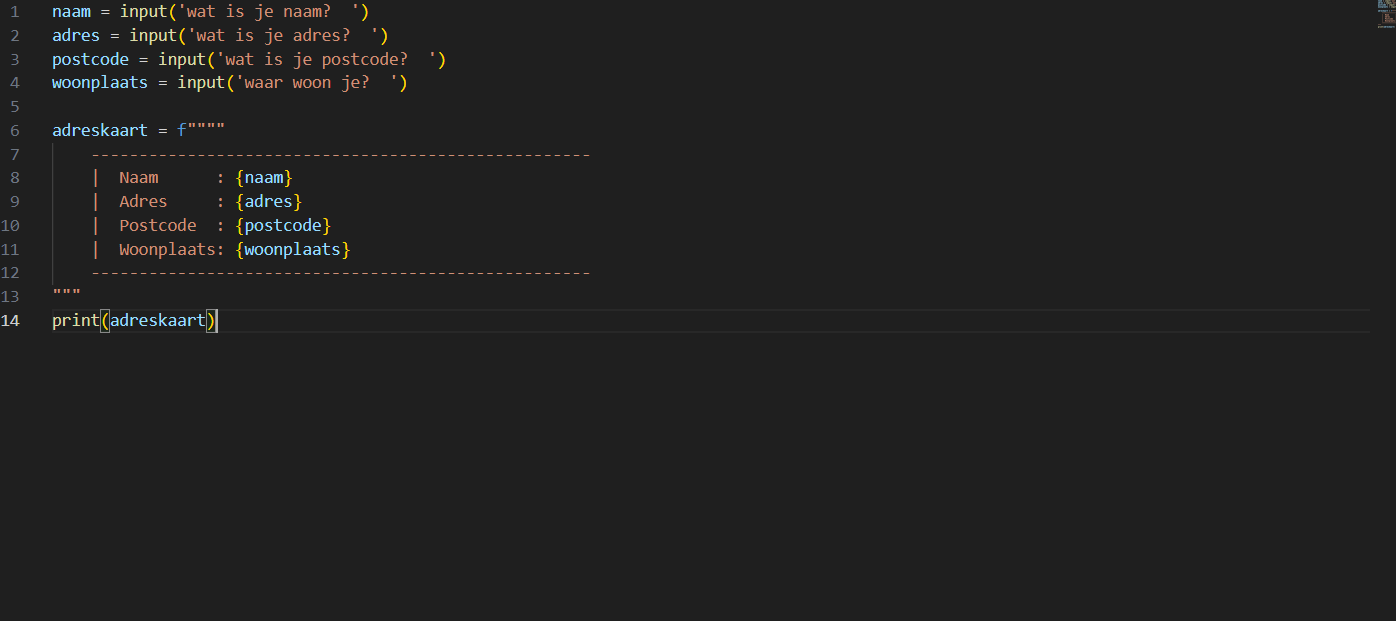 1 naam = input('wat is je naam?  ')
2 adres = input('wat is je adres?  ')
3 postcode = input('wat is je postcode?  ')
4 woonplaats = input('waar woon je?  ')
5
6 adreskaart = f""""
7     ----------------------------------------------------
8     |  Naam      : {naam}
9     |  Adres     : {adres}
10     |  Postcode  : {postcode}
11     |  Woonplaats: {woonplaats}
12     ----------------------------------------------------
13 """
14 print(adreskaart)